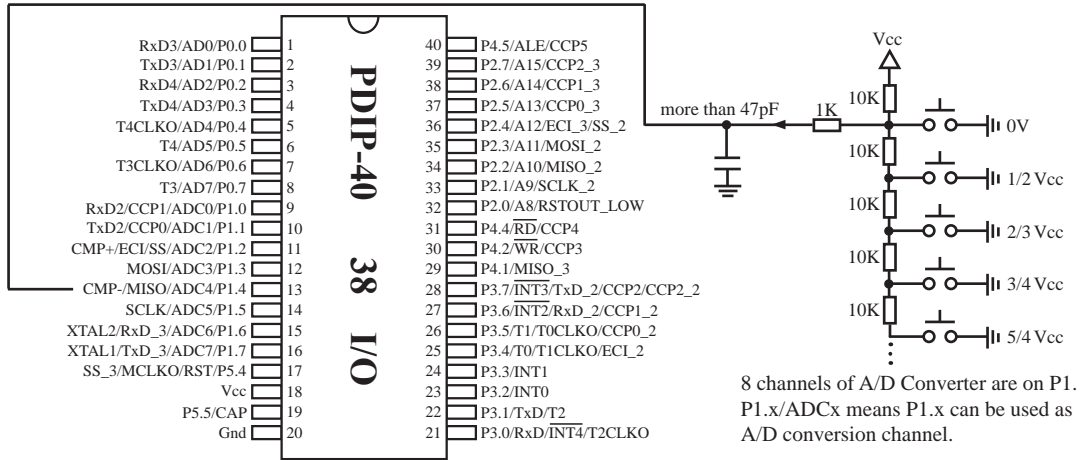 RxD3/AD0/P0.0 1
TxD3/AD1/P0.1 2
RxD4/AD2/P0.2 3
TxD4/AD3/P0.3 4
T4CLKO/AD4/P0.4 5
T4/AD5/P0.5 6
T3CLKO/AD6/P0.6 7
T3/AD7/P0.7 8
RxD2/CCP1/ADC0/P1.0 9
TxD2/CCP0/ADC1/P1.1 10
CMP+/ECI/SS/ADC2/P1.2 11
MOSI/ADC3/P1.3 12
CMP-/MISO/ADC4/P1.4 13
SCLK/ADC5/P1.5 14
XTAL2/RxD_3/ADC6/P1.6 15
XTAL1/TxD_3/ADC7/P1.7 16
SS_3/MCLKO/RST/P5.4 17
Vcc 18
P5.5/CAP 19
Gnd 20
PDIP-40 38 I/O
40 P4.5/ALE/CCP5
39 P2.7/A15/CCP2_3
38 P2.6/A14/CCP1_3
37 P2.5/A13/CCP0_3
36 P2.4/A12/ECI_3/SS_2
35 P2.3/A11/MOSI_2
34 P2.2/A10/MISO_2
33 P2.1/A9/SCLK_2
32 P2.0/A8/RSTOUT_LOW
31 P4.4/RD/CCP4
30 P4.2/WR/CCP3
29 P4.1/MISO_3
28 P3.7/INT3/TxD_2/CCP2/CCP2_2
27 P3.6/INT2/RxD_2/CCP1_2
26 P3.5/T1/T0CLKO/CCP0_2
25 P3.4/T0/T1CLKO/ECI_2
24 P3.3/INT1
23 P3.2/INT0
22 P3.1/TxD/T2
21 P3.0/RxD/INT4/T2CLKO
Vcc
10K
more than 47pF 1K
0V
10K
1/2 Vcc
10K
2/3 Vcc
10K
3/4 Vcc
10K
5/4 Vcc
8 channels of A/D Converter are on P1.
P1.x/ADCx means P1.x can be used as
A/D conversion channel.